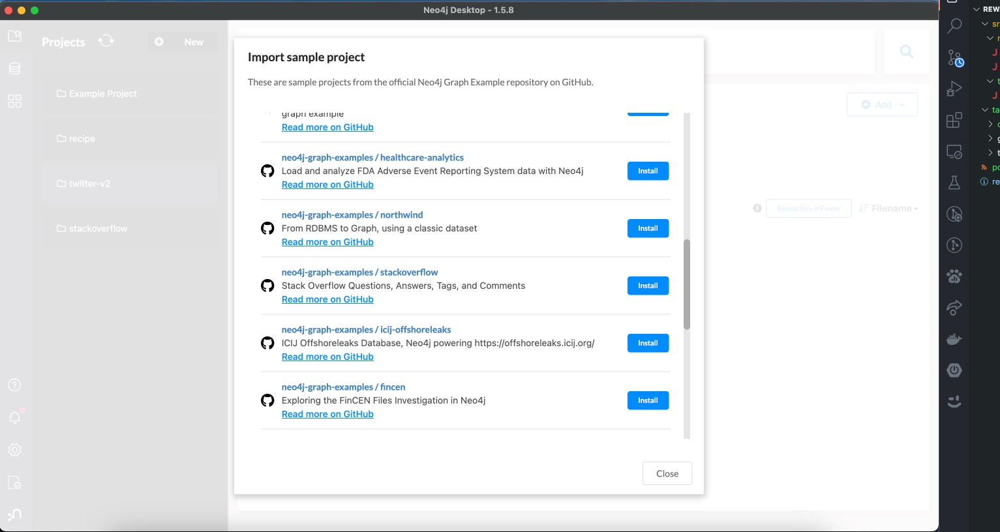 Neo4j Desktop - 1.5.8
Projects
New
Example Project
recipe
twitter-v2
stackoverflow
Import sample project
These are sample projects from the official Neo4j Graph Example repository on GitHub.
graph example
Read more on GitHub
neo4j-graph-examples / healthcare-analytics
Load and analyze FDA Adverse Event Reporting System data with Neo4j
Read more on GitHub
Install
neo4j-graph-examples / northwind
From RDBMS to Graph, using a classic dataset
Read more on GitHub
Install
neo4j-graph-examples / stackoverflow
Stack Overflow Questions, Answers, Tags, and Comments
Read more on GitHub
Install
neo4j-graph-examples / icij-offshoreleaks
ICIJ Offshoreleaks Database, Neo4j powering https://offshoreleaks.icij.org/
Read more on GitHub
Install
neo4j-graph-examples / fincen
Exploring the FinCEN Files Investigation in Neo4j
Read more on GitHub
Install
Close
Add
Reveal files in Finder
Filename
REW
sr
J
J
t
J
ta
t
po
re